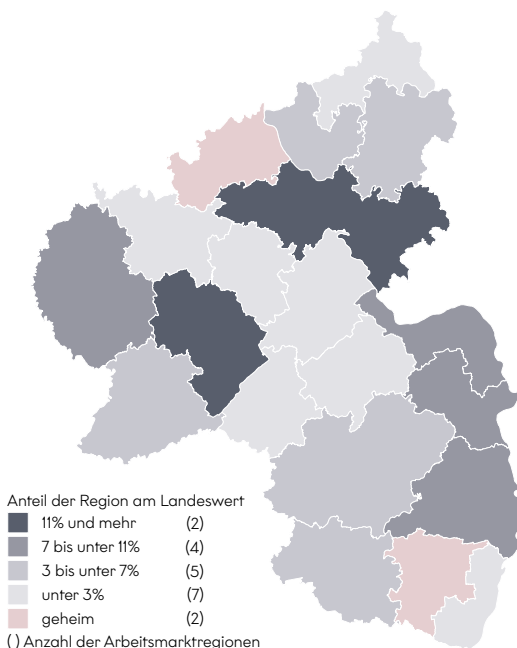 Anteil der Region am Landeswert
11% und mehr (2)
7 bis unter 11% (4)
3 bis unter 7% (5)
unter 3% (7)
geheim (2)
( ) Anzahl der Arbeitsmarktregionen